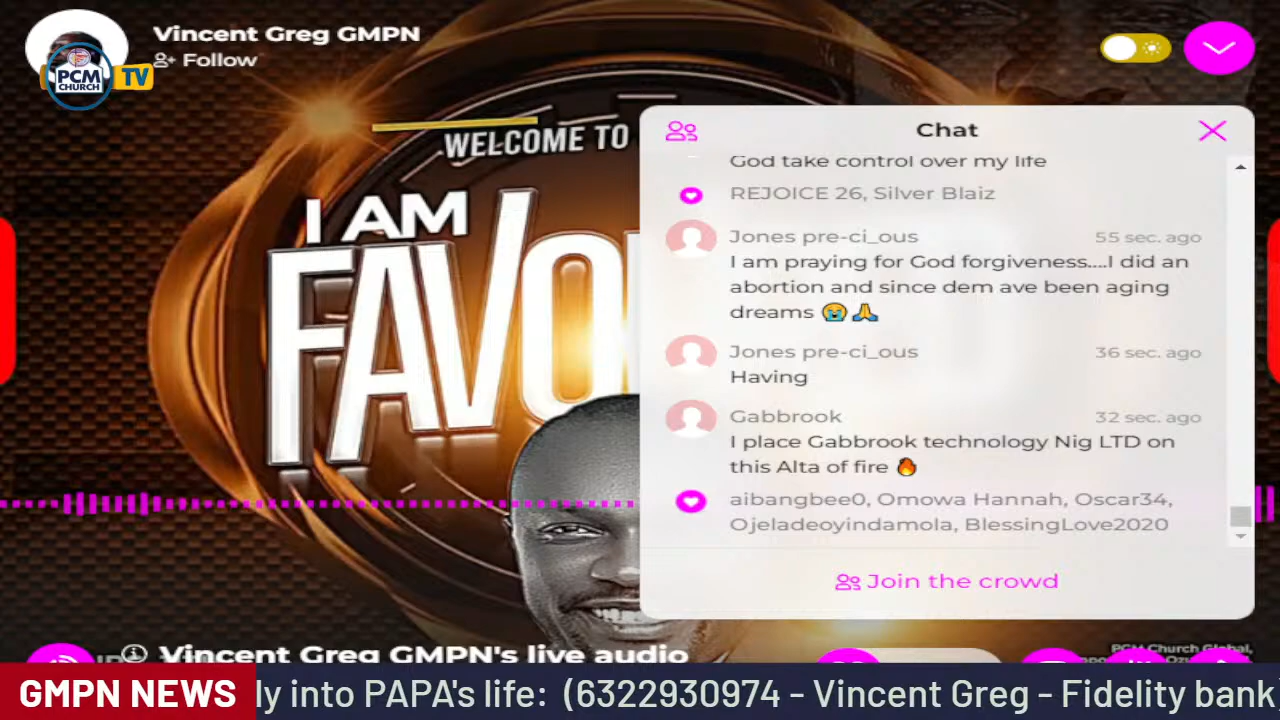 Vincent Greg GMPN
Follow
PCM
CHURCH
TV
WELCOME TO
I AM
Chat
God take control over my life
REJOICE 26, Silver Blaiz
Jones pre-ci_ous
55 sec. ago
I am praying for God forgiveness....I did an
abortion and since dem ave been aging
dreams 😭🙏
Jones pre-ci_ous
36 sec. ago
Having
Gabbrook
32 sec. ago
I place Gabbrook technology Nig LTD on
this Alta of fire 🔥
aibangbee0, Omowa Hannah, Oscar34,
Ojeladeoyindamola, BlessingLove2020
Join the crowd
Vincent Greg GMPN's live audio
PCM Church Global,
GMPN NEWS
ly into PAPA's life: (6322930974 - Vincent Greg - Fidelity bank)